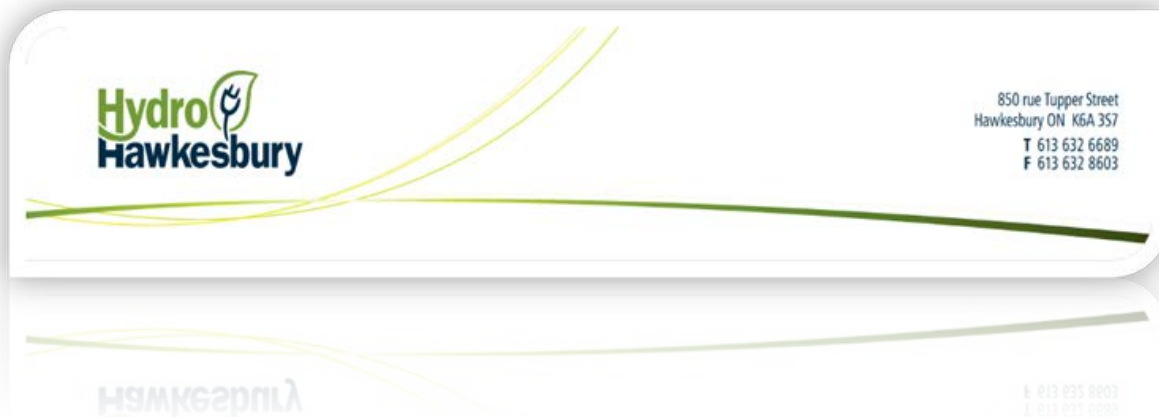 Hydro
Hawkesbury
850 rue Tupper Street
Hawkesbury ON K6A 3S7
T 613 632 6689
F 613 632 8603